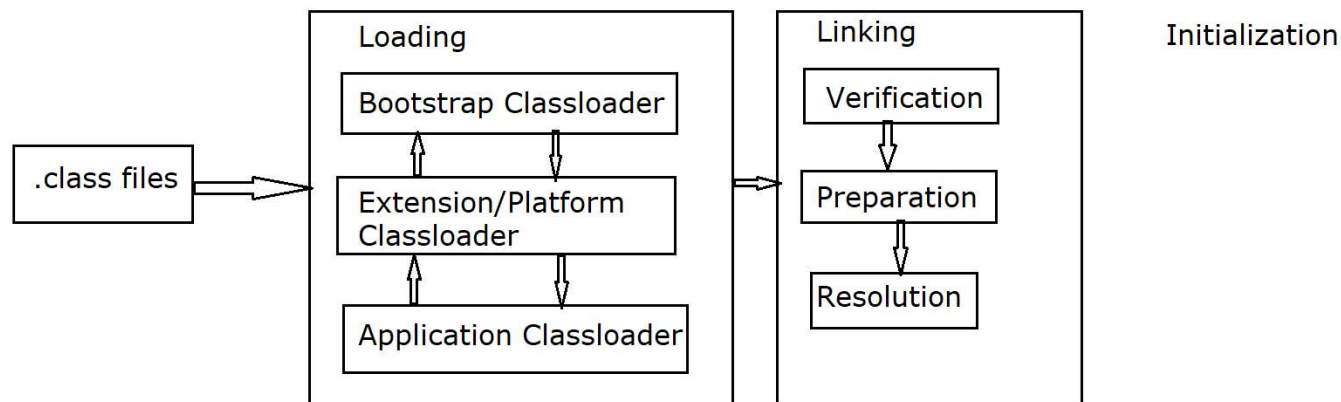 Loading
Linking
Initialization
Bootstrap Classloader
Verification
.class files
Extension/Platform
Classloader
Preparation
Application Classloader
Resolution